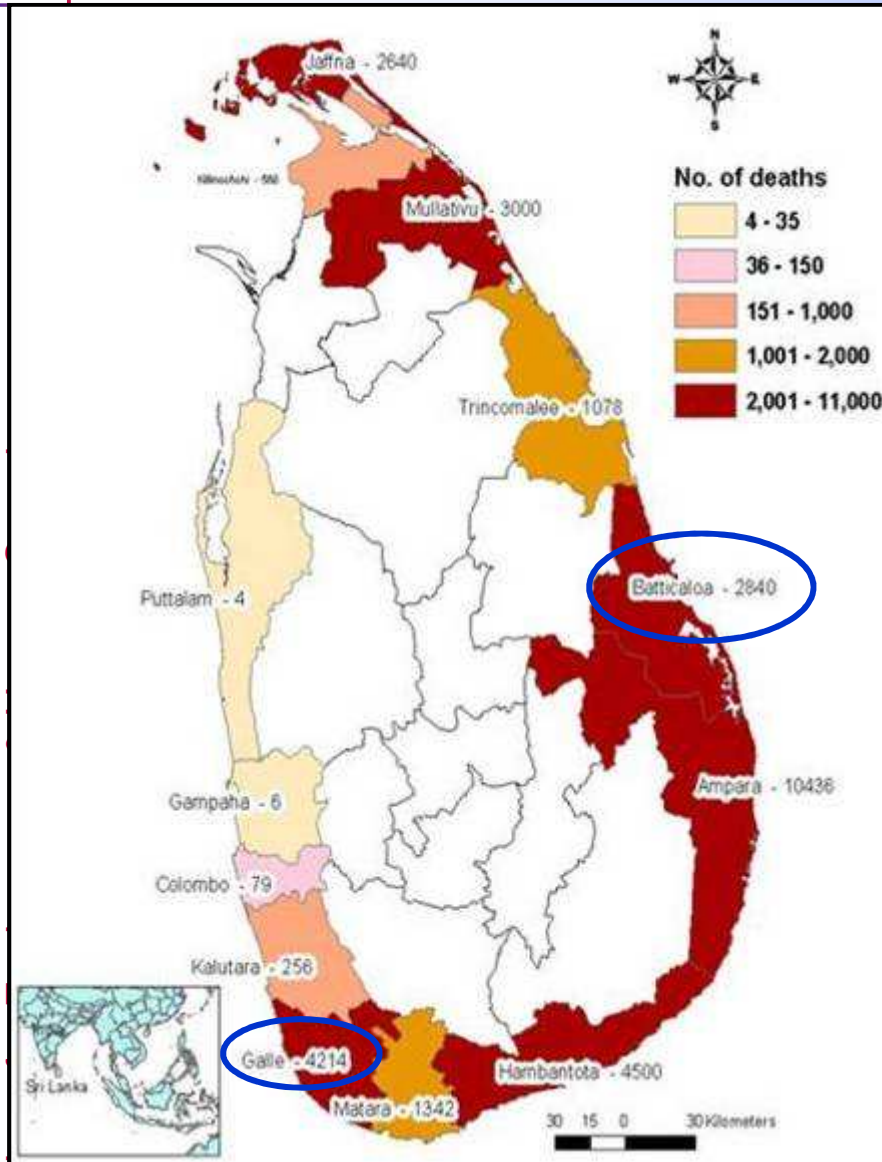 N
W E
S
Jaffna - 2640
No. of deaths
4 - 35
36 - 150
151 - 1,000
1,001 - 2,000
2,001 - 11,000
Mullativu - 3000
Trincomalee - 1078
Batticaloa - 2840
Puttalam - 4
Ampara - 10436
Gampaha - 6
Colombo - 79
Kalutara - 256
Galle - 4214
Hambantota - 4500
Matara - 1342
Sri Lanka
30 15 0 30 Kilometers